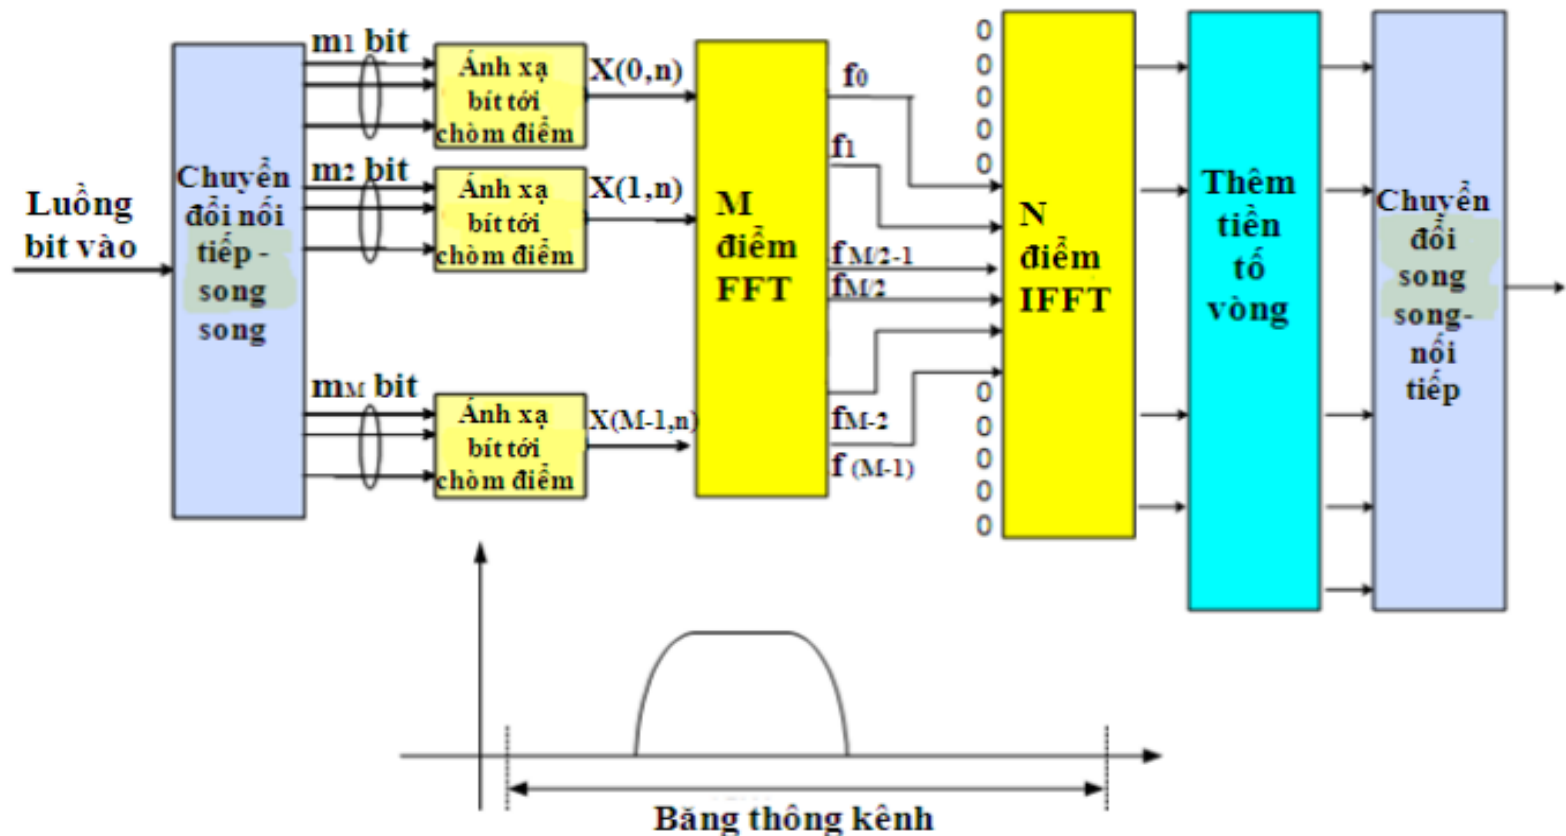 Luồng
bit vào
Chuyển
đổi nối
tiếp -
song
song
m1 bit
m2 bit
mM bit
Ánh xạ
bít tới
chòm điểm
Ánh xạ
bít tới
chòm điểm
Ánh xạ
bít tới
chòm điểm
X(0,n)
X(1,n)
X(M-1,n)
M
điểm
FFT
f0
f1
fM/2-1
fM/2
fM-2
f (M-1)
0
0
0
0
0
0
0
0
0
0
N
điểm
IFFT
Thêm
tiền
tố
vòng
Chuyển
đổi
song
song-
nối
tiếp
Băng thông kênh